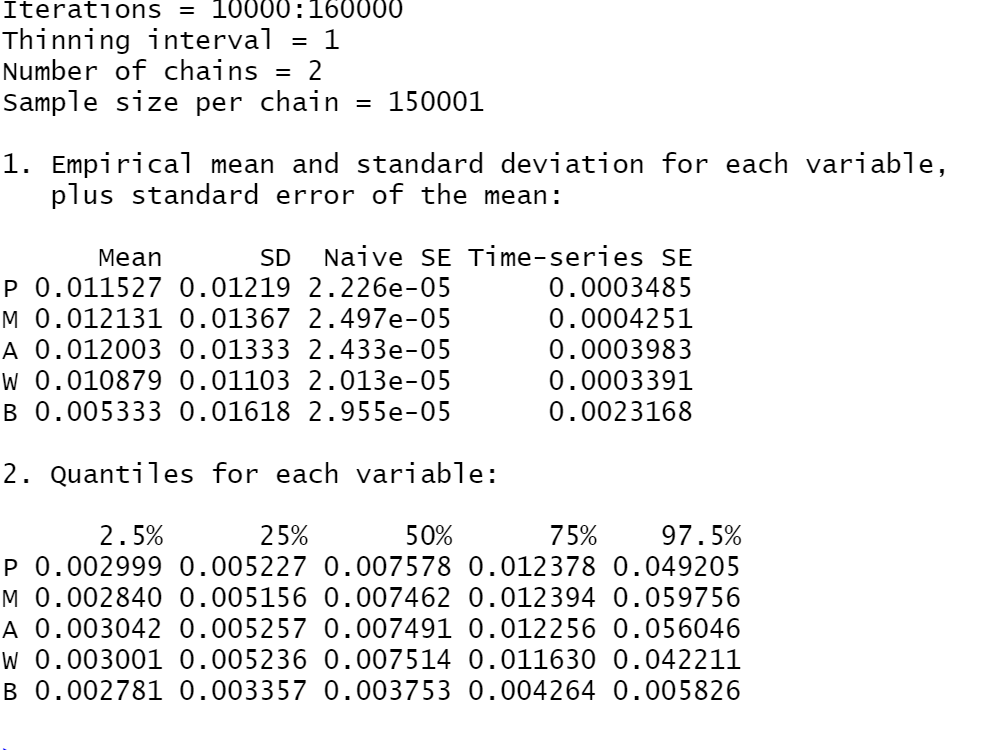 Iterations = 10000:160000
Thinning interval = 1
Number of chains = 2
Sample size per chain = 150001
1. Empirical mean and standard deviation for each variable,
plus standard error of the mean:
Mean SD Naive SE Time-series SE
P 0.011527 0.01219 2.226e-05 0.0003485
M 0.012131 0.01367 2.497e-05 0.0004251
A 0.012003 0.01333 2.433e-05 0.0003983
W 0.010879 0.01103 2.013e-05 0.0003391
B 0.005333 0.01618 2.955e-05 0.0023168
2. Quantiles for each variable:
2.5% 25% 50% 75% 97.5%
P 0.002999 0.005227 0.007578 0.012378 0.049205
M 0.002840 0.005156 0.007462 0.012394 0.059756
A 0.003042 0.005257 0.007491 0.012256 0.056046
W 0.003001 0.005236 0.007514 0.011630 0.042211
B 0.002781 0.003357 0.003753 0.004264 0.005826